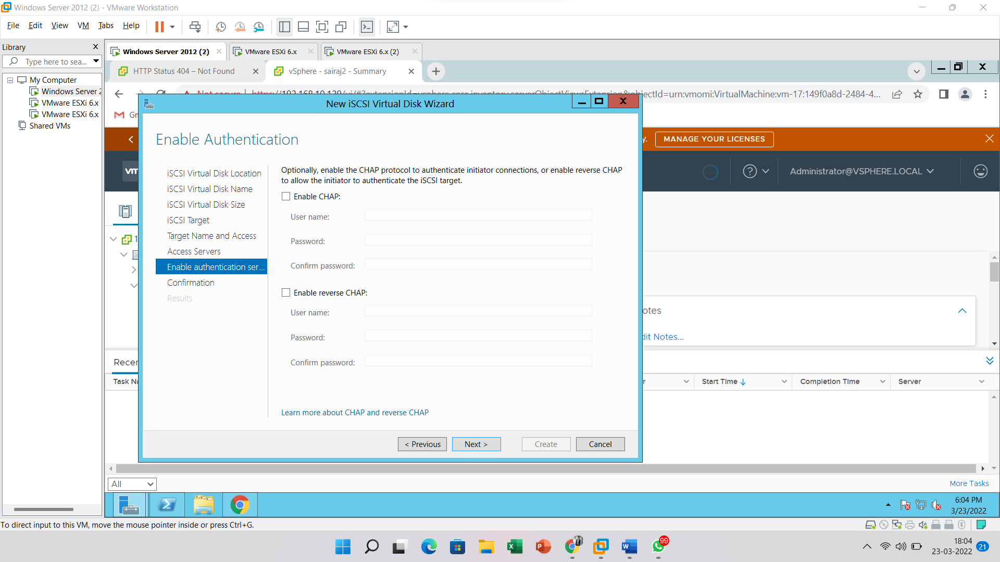 Windows Server 2012 (2) - VMware Workstation
File Edit View VM Tabs Help
Library
Type here to sea...
My Computer
Windows Server 2
VMware ESXi 6.x
VMware ESXi 6.x
Shared VMs
Windows Server 2012 (2)
VMware ESXi 6.x
VMware ESXi 6.x (2)
HTTP Status 404 – Not Found
vSphere - sairaj2 - Summary
Not secure https://192.168.10.129/ui/#?extensionId=vsphere.core.inventory.serverObjectViewsExtension&objectId=urn:vmomi:VirtualMachine:vm-17:149f0a8d-2484-4...
Gm
New iSCSI Virtual Disk Wizard
y.
MANAGE YOUR LICENSES
vm
Administrator@VSPHERE.LOCAL
Enable Authentication
iSCSI Virtual Disk Location
iSCSI Virtual Disk Name
iSCSI Virtual Disk Size
iSCSI Target
Target Name and Access
Access Servers
Enable authentication ser...
Confirmation
Results
Optionally, enable the CHAP protocol to authenticate initiator connections, or enable reverse CHAP
to allow the initiator to authenticate the iSCSI target.
Enable CHAP:
User name:
Password:
Confirm password:
Enable reverse CHAP:
User name:
Password:
Confirm password:
Learn more about CHAP and reverse CHAP
< Previous
Next >
Create
Cancel
1
otes
dit Notes...
Recen
Task Na
r
Start Time
Completion Time
Server
All
More Tasks
6:04 PM
3/23/2022
To direct input to this VM, move the mouse pointer inside or press Ctrl+G.
99
18:04
23-03-2022
21